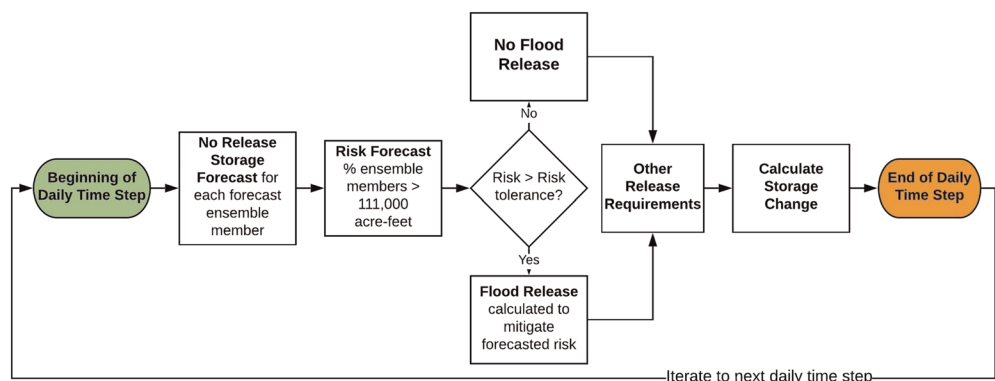 Beginning of
Daily Time Step
No Release
Storage
Forecast for
each forecast
ensemble
member
Risk Forecast
% ensemble
members >
111,000
acre-feet
Risk > Risk
tolerance?
No
No Flood
Release
Yes
Flood Release
calculated to
mitigate
forecasted risk
Other
Release
Requirements
Calculate
Storage
Change
End of Daily
Time Step
Iterate to next daily time step